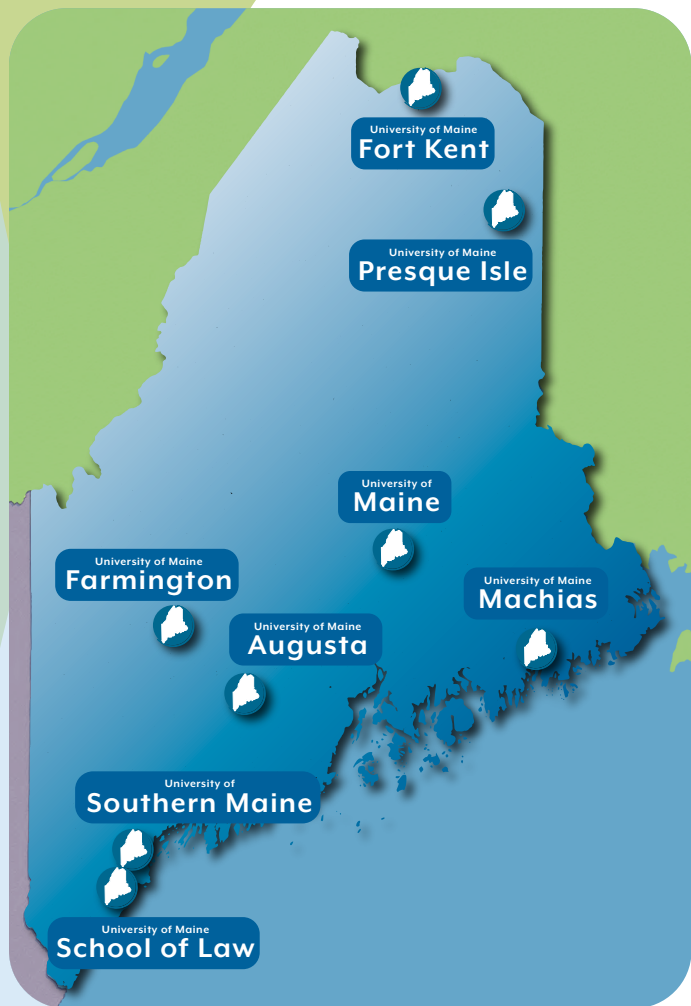 University of Maine
Fort Kent
University of Maine
Presque Isle
University of
Maine
University of Maine
Farmington
University of Maine
Machias
University of Maine
Augusta
University of
Southern Maine
University of Maine
School of Law